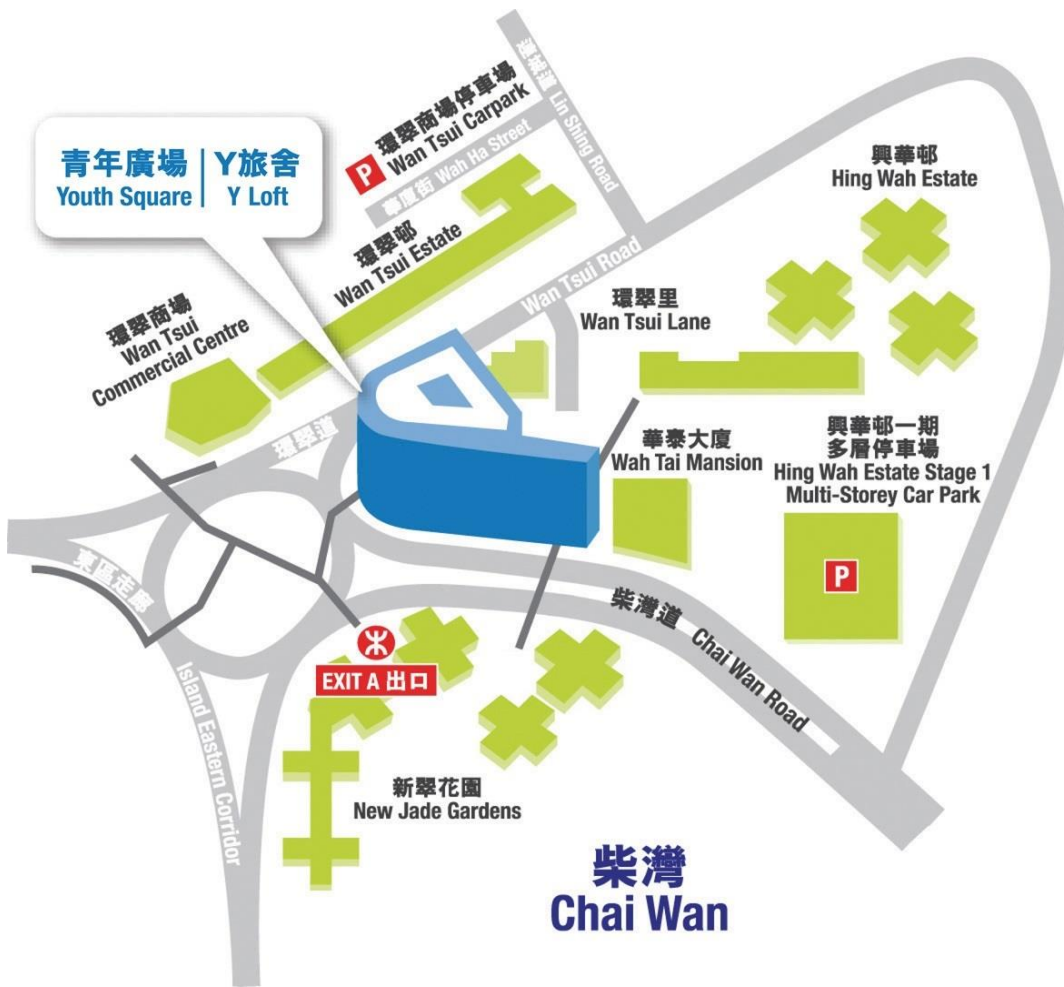 連城道 Lin Shing Road
環翠商場停車場
Wan Tsui Carpark
P
華廈街 Wah Ha Street
青年廣場 | Y旅舍
Youth Square | Y Loft
興華邨
Hing Wah Estate
環翠邨
Wan Tsui Estate
Wan Tsui Road
環翠里
Wan Tsui Lane
環翠商場
Wan Tsui
Commercial Centre
環翠道
華泰大廈
Wah Tai Mansion
興華邨一期
多層停車場
Hing Wah Estate Stage 1
Multi-Storey Car Park
P
東區走廊
Island Eastern Corridor
柴灣道 Chai Wan Road
EXIT A 出口
新翠花園
New Jade Gardens
柴灣
Chai Wan